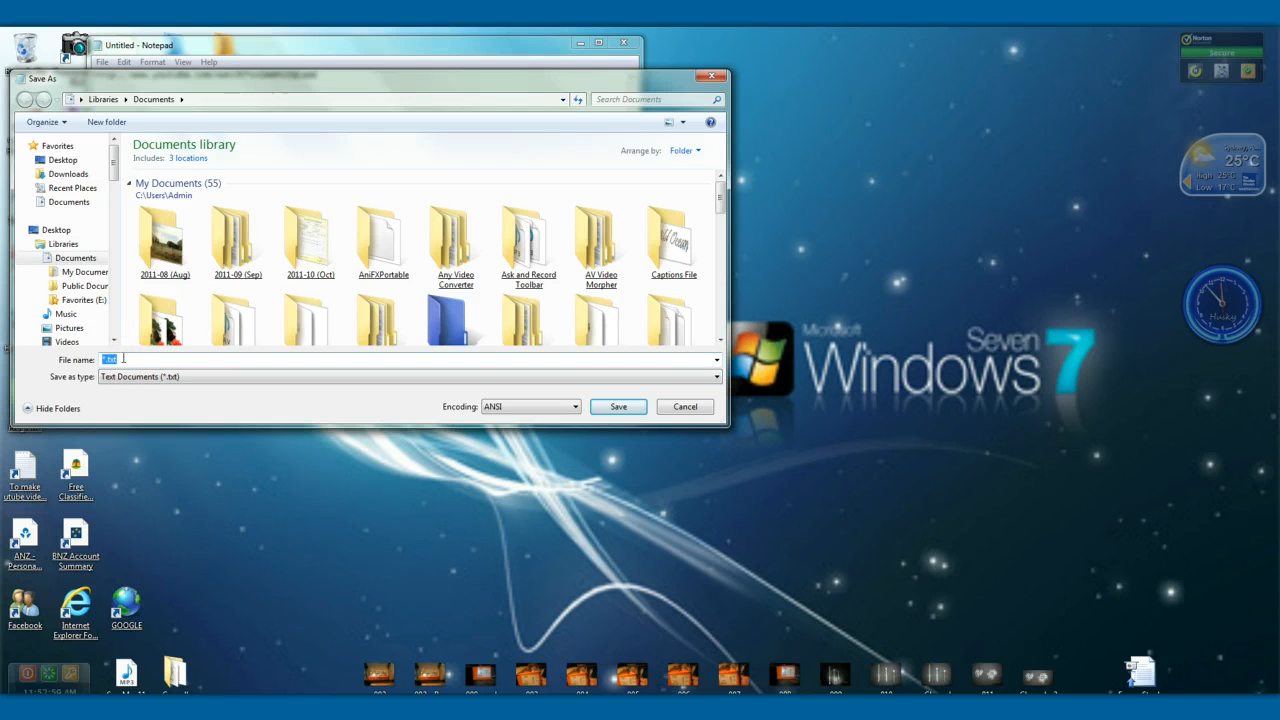 Untitled - Notepad
File Edit Format View Help
Save As
Libraries Documents
Search Documents
Organize New folder
Favorites
Desktop
Downloads
Recent Places
Documents
Desktop
Libraries
Documents
My Documer
Public Docur
Favorites (E:)
Music
Pictures
Videos
Documents library
Includes: 3 locations
Arrange by: Folder
My Documents (55)
C:\Users\Admin
2011-08 (Aug)
2011-09 (Sep)
2011-10 (Oct)
AniFXPortable
Any Video
Converter
Ask and Record
Toolbar
AV Video
Morpher
Captions File
File name: *.txt
Save as type: Text Documents (*.txt)
Hide Folders
Encoding: ANSI
Save
Cancel
Norton
Secure
25°C
High 25°C
Low 17°C
Husky
Microsoft
Windows Seven 7
To make
utube vide...
Free
Classifie...
ANZ -
Persona...
BNZ Account
Summary
Facebook
Internet
Explorer Fo...
GOOGLE
MP3
11:52:59 AM